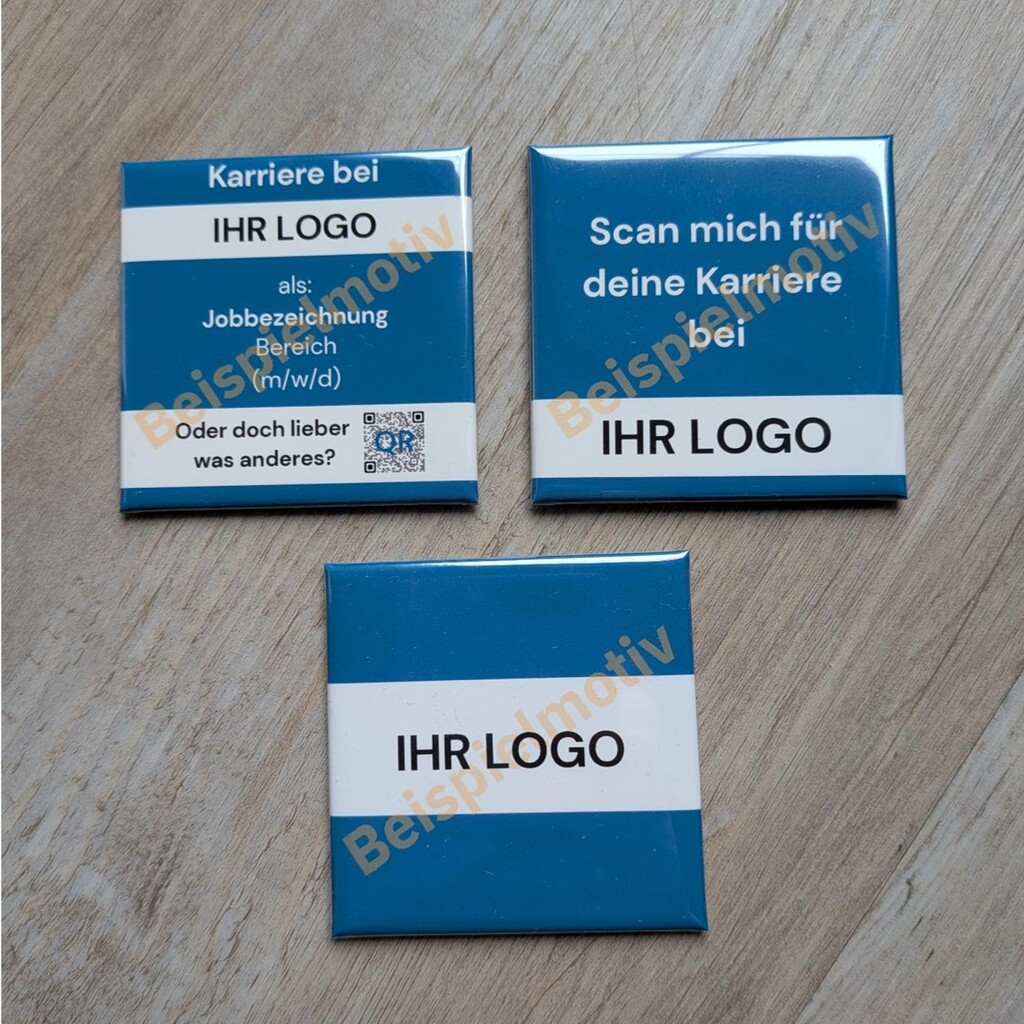 Karriere bei
IHR LOGO
als:
Jobbezeichnung
Bereich
(m/w/d)
Oder doch lieber
was anderes?
QR
Beispielmotiv
Scan mich für
deine Karriere
bei
IHR LOGO
Beispielmotiv
IHR LOGO
Beispielmotiv